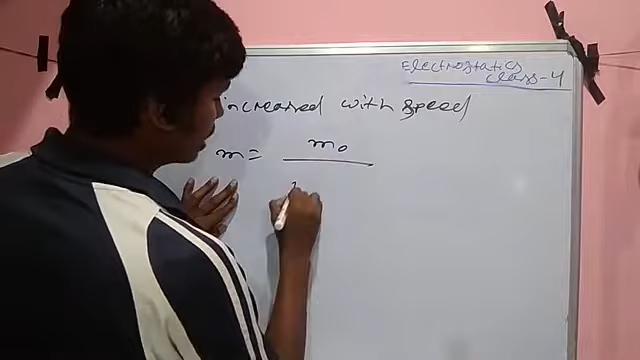 Electrostatics
class-4
increased with speed
m = m₀